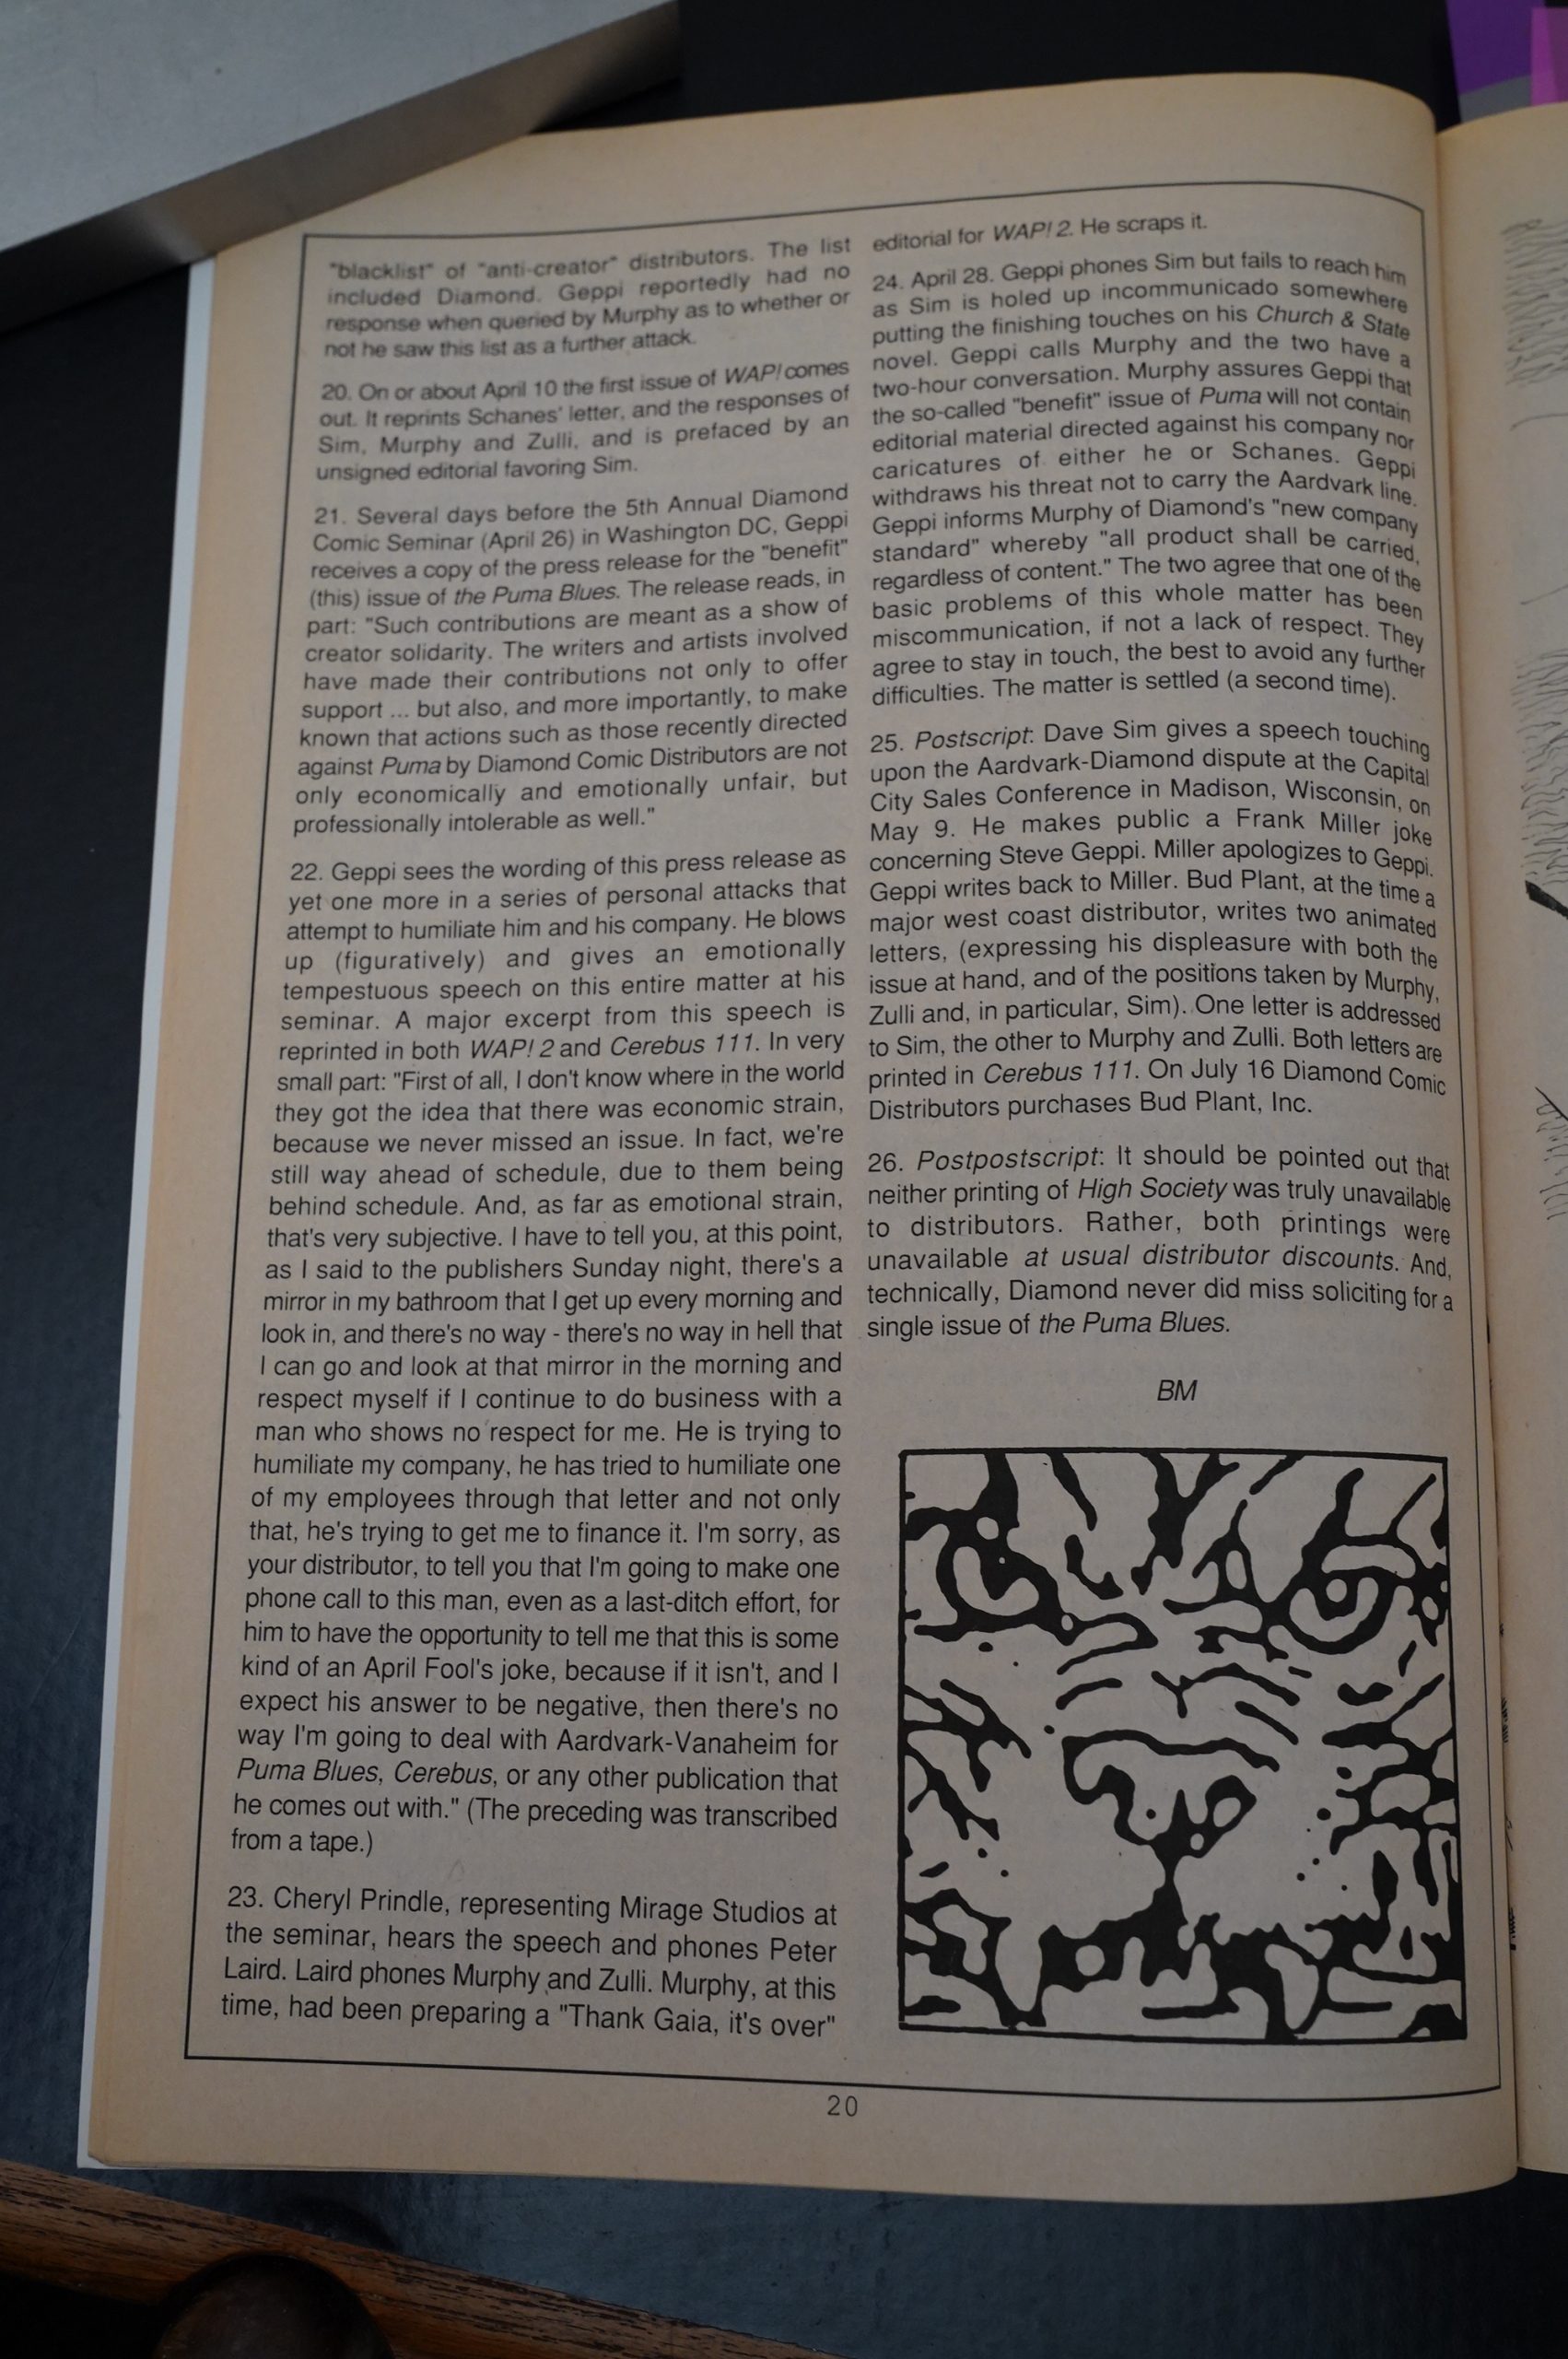 "blacklist" of "anti-creator" distributors. The list
included Diamond. Geppi reportedly had no
response when queried by Murphy as to whether or
not he saw this list as a further attack.
20. On or about April 10 the first issue of WAP! comes
out. It reprints Schanes' letter, and the responses of
Sim, Murphy and Zulli, and is prefaced by an
unsigned editorial favoring Sim.
21. Several days before the 5th Annual Diamond
Comic Seminar (April 26) in Washington DC, Geppi
receives a copy of the press release for the "benefit"
(this) issue of the Puma Blues. The release reads, in
part: "Such contributions are meant as a show of
creator solidarity. The writers and artists involved
have made their contributions not only to offer
support ... but also, and more importantly, to make
known that actions such as those recently directed
against Puma by Diamond Comic Distributors are not
only economically and emotionally unfair, but
professionally intolerable as well."
22. Geppi sees the wording of this press release as
yet one more in a series of personal attacks that
attempt to humiliate him and his company. He blows
up (figuratively) and gives an emotionally
tempestuous speech on this entire matter at his
seminar. A major excerpt from this speech is
reprinted in both WAP! 2 and Cerebus 111. In very
small part: "First of all, I don't know where in the world
they got the idea that there was economic strain,
because we never missed an issue. In fact, we're
still way ahead of schedule, due to them being
behind schedule. And, as far as emotional strain,
that's very subjective. I have to tell you, at this point,
as I said to the publishers Sunday night, there's a
mirror in my bathroom that I get up every morning and
look in, and there's no way - there's no way in hell that
I can go and look at that mirror in the morning and
respect myself if I continue to do business with a
man who shows no respect for me. He is trying to
humiliate my company, he has tried to humiliate one
of my employees through that letter and not only
that, he's trying to get me to finance it. I'm sorry, as
your distributor, to tell you that I'm going to make one
phone call to this man, even as a last-ditch effort, for
him to have the opportunity to tell me that this is some
kind of an April Fool's joke, because if it isn't, and I
expect his answer to be negative, then there's no
way I'm going to deal with Aardvark-Vanaheim for
Puma Blues, Cerebus, or any other publication that
he comes out with." (The preceding was transcribed
from a tape.)
23. Cheryl Prindle, representing Mirage Studios at
the seminar, hears the speech and phones Peter
Laird. Laird phones Murphy and Zulli. Murphy, at this
time, had been preparing a "Thank Gaia, it's over"
editorial for WAP! 2. He scraps it.
24. April 28. Geppi phones Sim but fails to reach him
as Sim is holed up incommunicado somewhere
putting the finishing touches on his Church & State
novel. Geppi calls Murphy and the two have a
two-hour conversation. Murphy assures Geppi that
the so-called "benefit" issue of Puma will not contain
editorial material directed against his company nor
caricatures of either he or Schanes. Geppi
withdraws his threat not to carry the Aardvark line.
Geppi informs Murphy of Diamond's "new company
standard" whereby "all product shall be carried,
regardless of content." The two agree that one of the
basic problems of this whole matter has been
miscommunication, if not a lack of respect. They
agree to stay in touch, the best to avoid any further
difficulties. The matter is settled (a second time).
25. Postscript: Dave Sim gives a speech touching
upon the Aardvark-Diamond dispute at the Capital
City Sales Conference in Madison, Wisconsin, on
May 9. He makes public a Frank Miller joke
concerning Steve Geppi. Miller apologizes to Geppi.
Geppi writes back to Miller. Bud Plant, at the time a
major west coast distributor, writes two animated
letters, (expressing his displeasure with both the
issue at hand, and of the positions taken by Murphy,
Zulli and, in particular, Sim). One letter is addressed
to Sim, the other to Murphy and Zulli. Both letters are
printed in Cerebus 111. On July 16 Diamond Comic
Distributors purchases Bud Plant, Inc.
26. Postpostscript: It should be pointed out that
neither printing of High Society was truly unavailable
to distributors. Rather, both printings were
unavailable at usual distributor discounts. And,
technically, Diamond never did miss soliciting for a
single issue of the Puma Blues.
BM
20